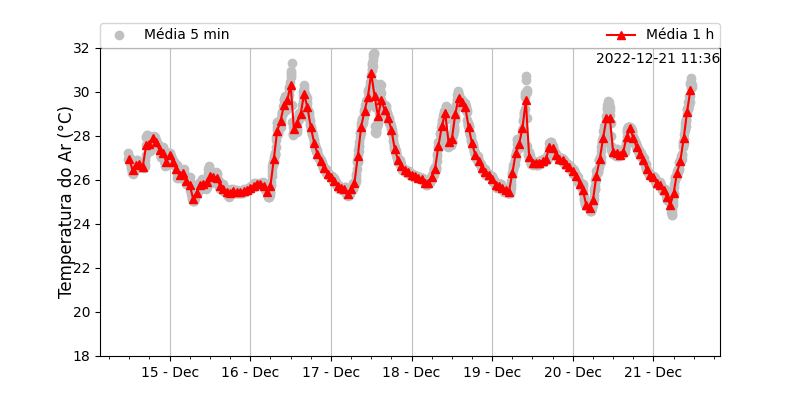 Média 5 min
Média 1 h
2022-12-21 11:36
Temperatura do Ar (°C)
32
30
28
26
24
22
20
18
15 - Dec
16 - Dec
17 - Dec
18 - Dec
19 - Dec
20 - Dec
21 - Dec